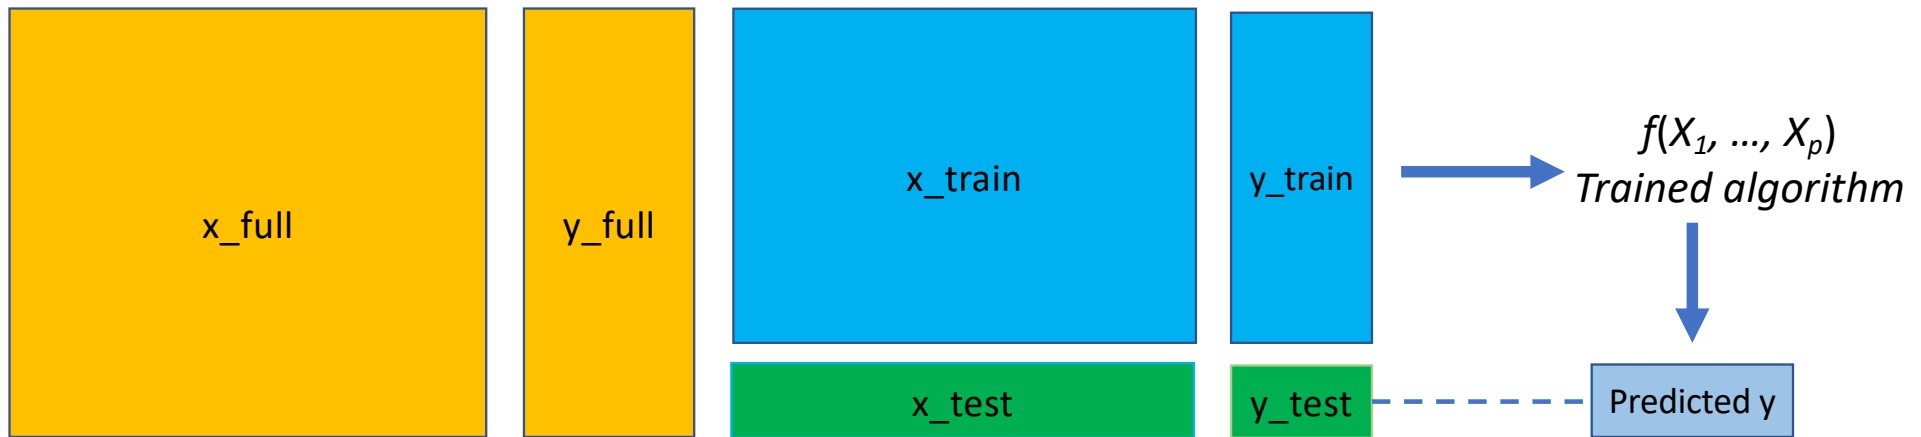 x_full
y_full
x_train
y_train
f(X1, ..., Xp)
Trained algorithm
x_test
y_test
Predicted y